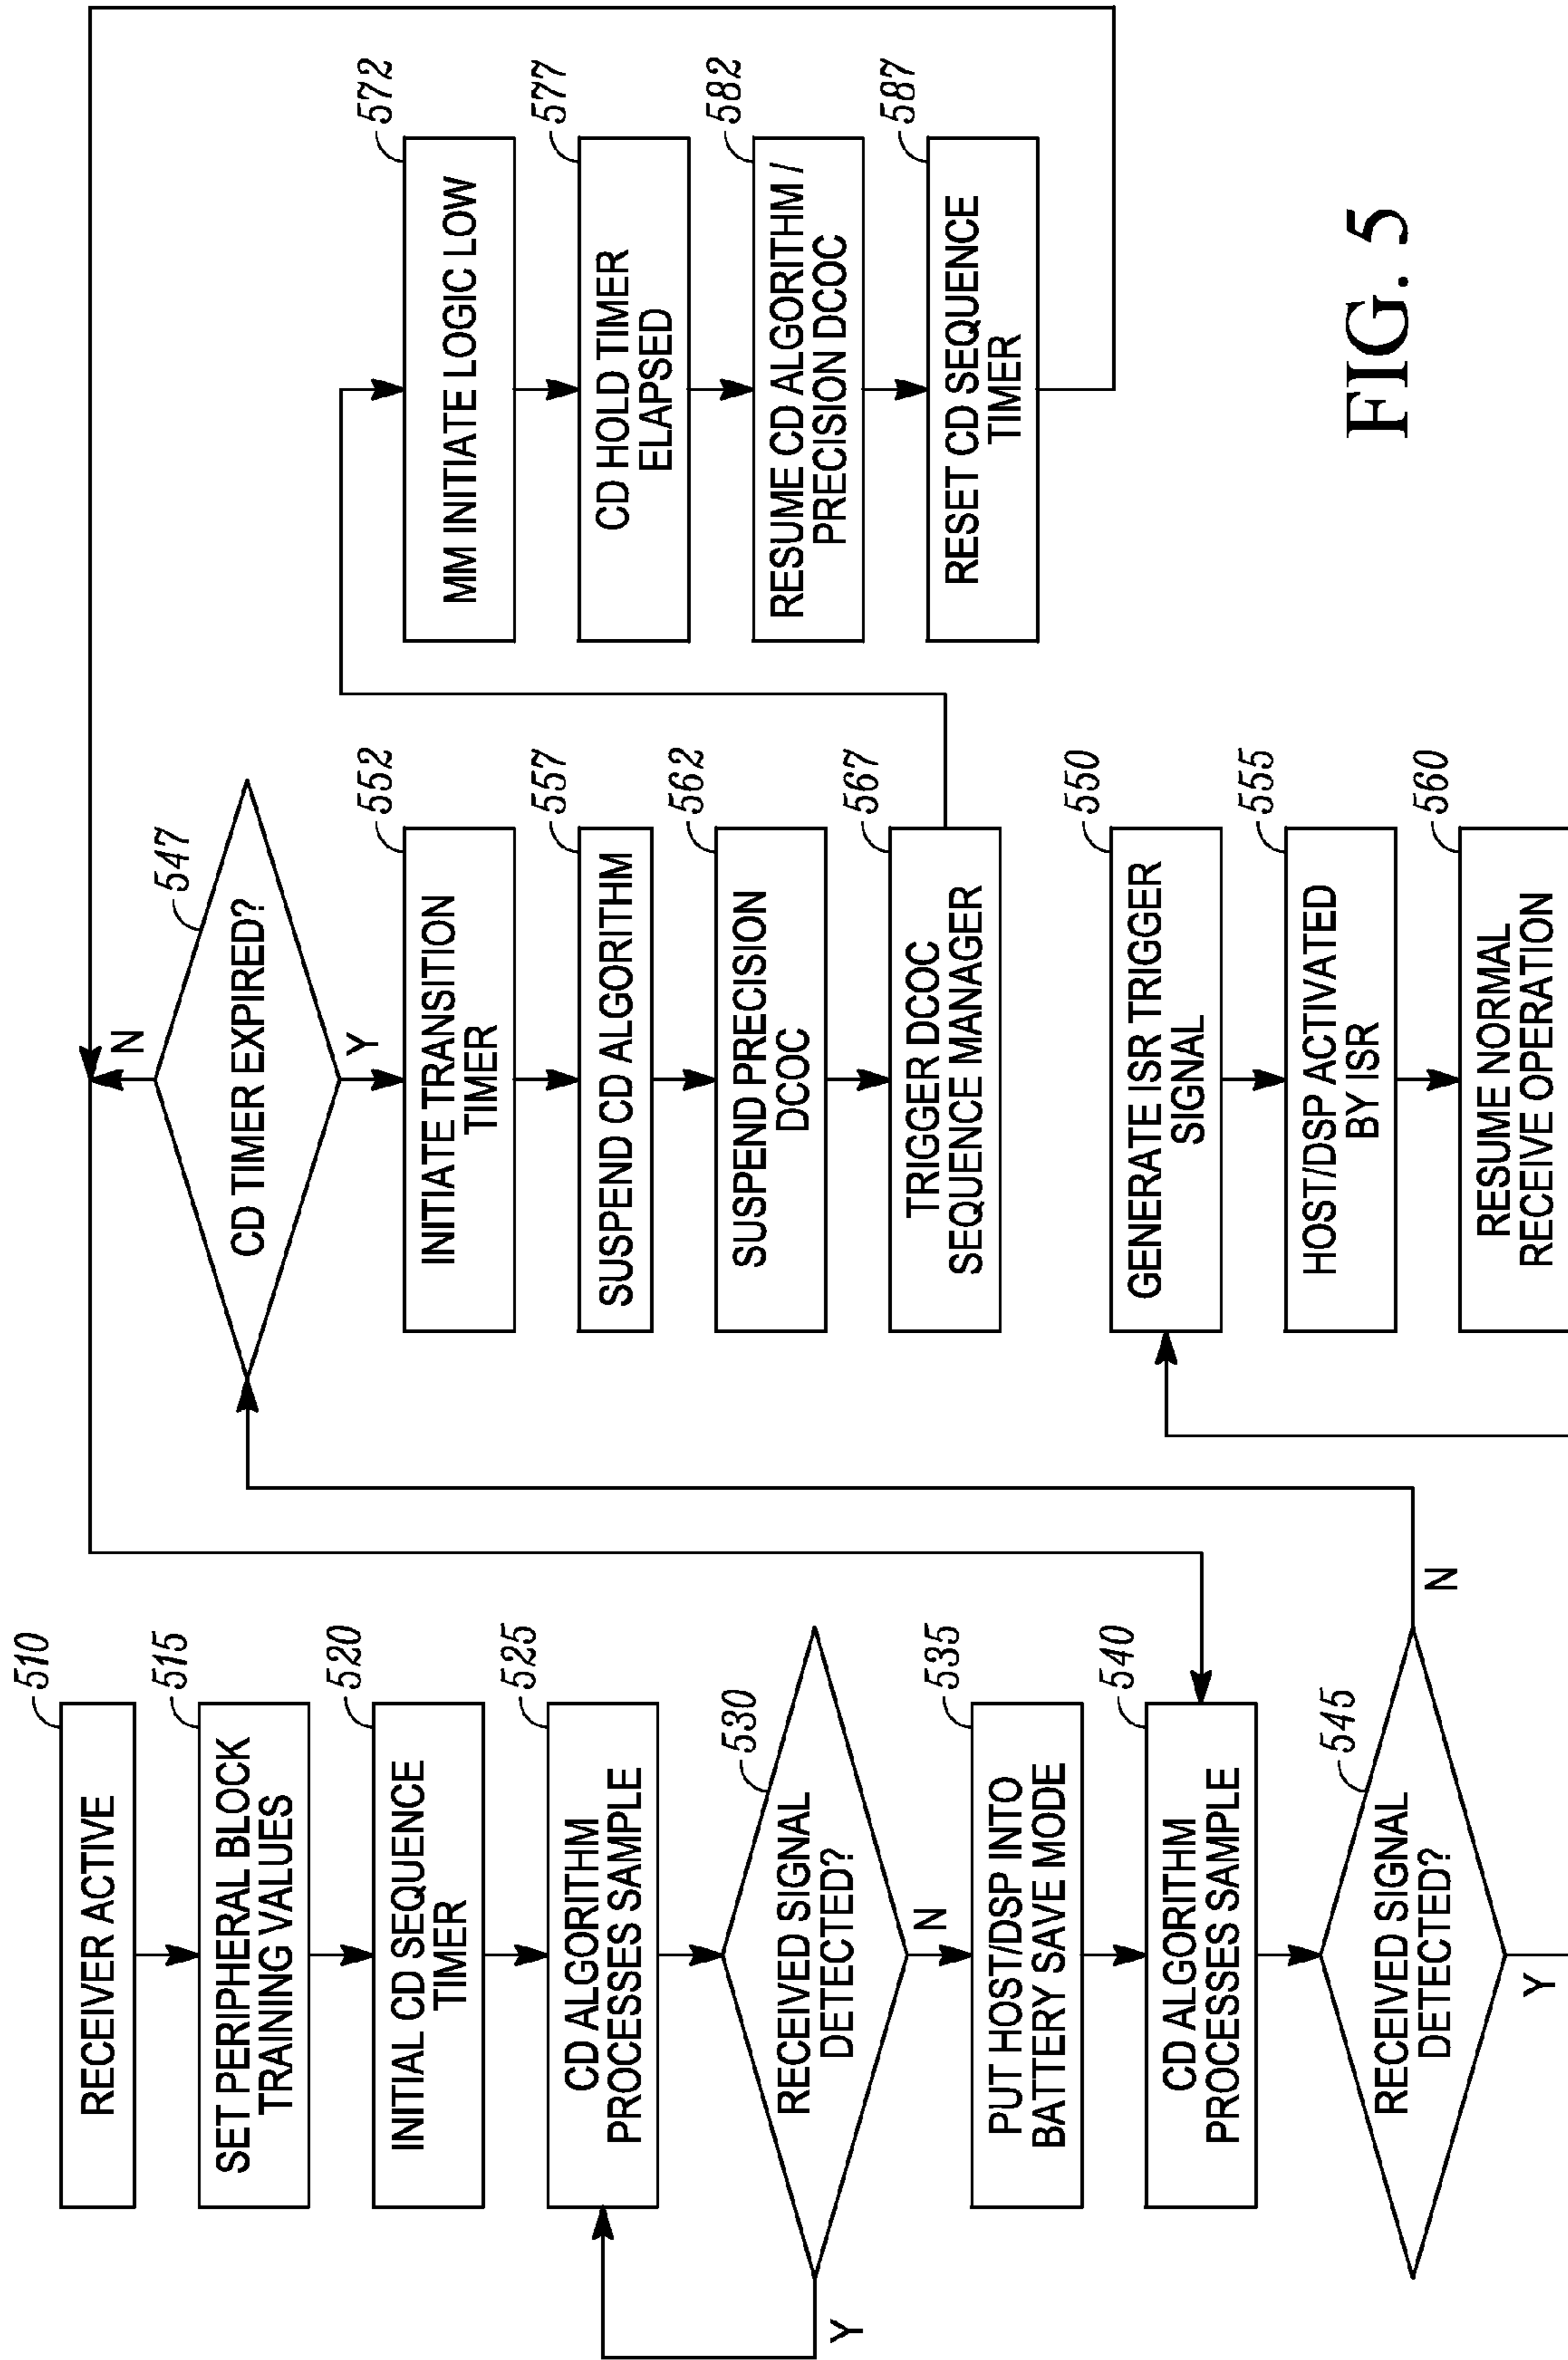 510
RECEIVER ACTIVE
515
SET PERIPHERAL BLOCK
TRAINING VALUES
520
INITIAL CD SEQUENCE
TIMER
525
CD ALGORITHM
PROCESSES SAMPLE
530
RECEIVED SIGNAL
DETECTED?
Y
N
535
PUT HOST/DSP INTO
BATTERY SAVE MODE
540
CD ALGORITHM
PROCESSES SAMPLE
545
RECEIVED SIGNAL
DETECTED?
N
Y
547
CD TIMER EXPIRED?
N
Y
552
INITIATE TRANSITION
TIMER
557
SUSPEND CD ALGORITHM
562
SUSPEND PRECISION
DCOC
567
TRIGGER DCOC
SEQUENCE MANAGER
550
GENERATE ISR TRIGGER
SIGNAL
555
HOST/DSP ACTIVATED
BY ISR
560
RESUME NORMAL
RECEIVE OPERATION
572
MM INITIATE LOGIC LOW
577
CD HOLD TIMER
ELAPSED
582
RESUME CD ALGORITHM /
PRECISION DCOC
587
RESET CD SEQUENCE
TIMER
FIG. 5